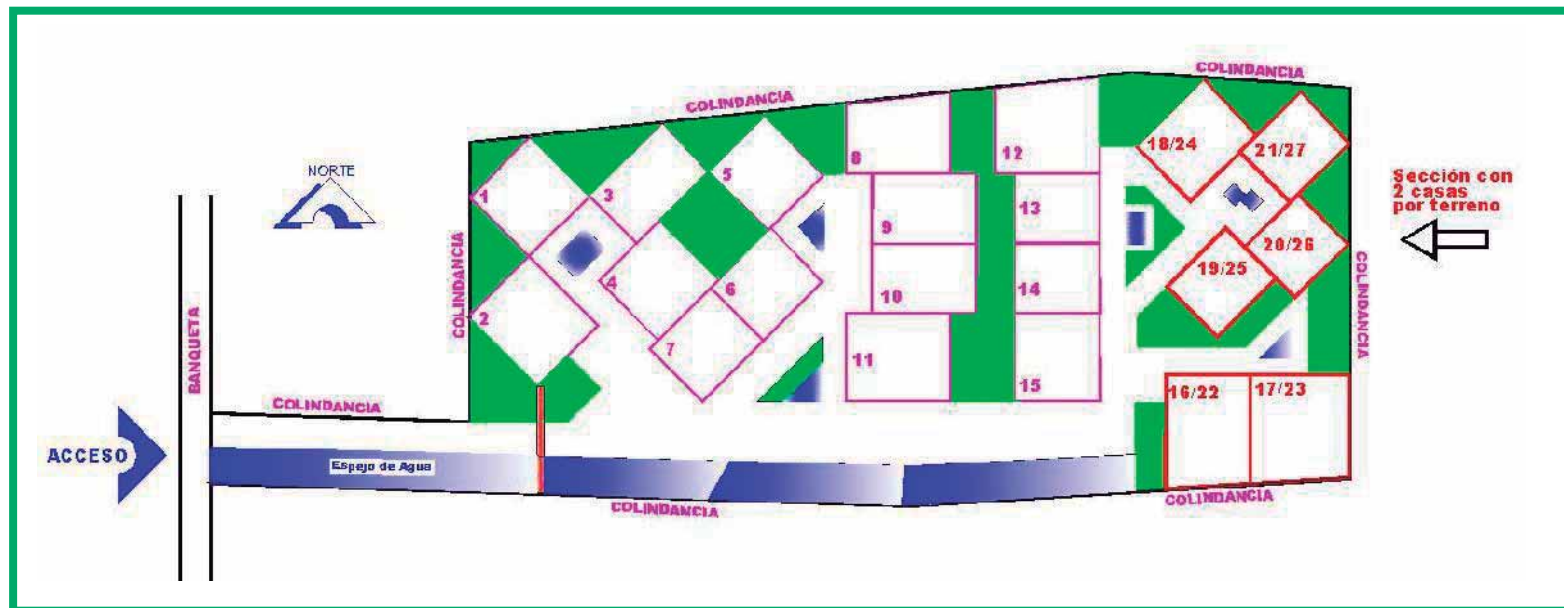 COLINDANCIA
COLINDANCIA
NORTE
1
3
5
8
12
18/24
21/27
Sección con
2 casas
por terreno
COLINDANCIA
BANQUETA
2
4
6
7
9
10
11
13
14
15
20/26
19/25
COLINDANCIA
16/22
17/23
COLINDANCIA
ACCESO
Espejo de Agua
COLINDANCIA
COLINDANCIA